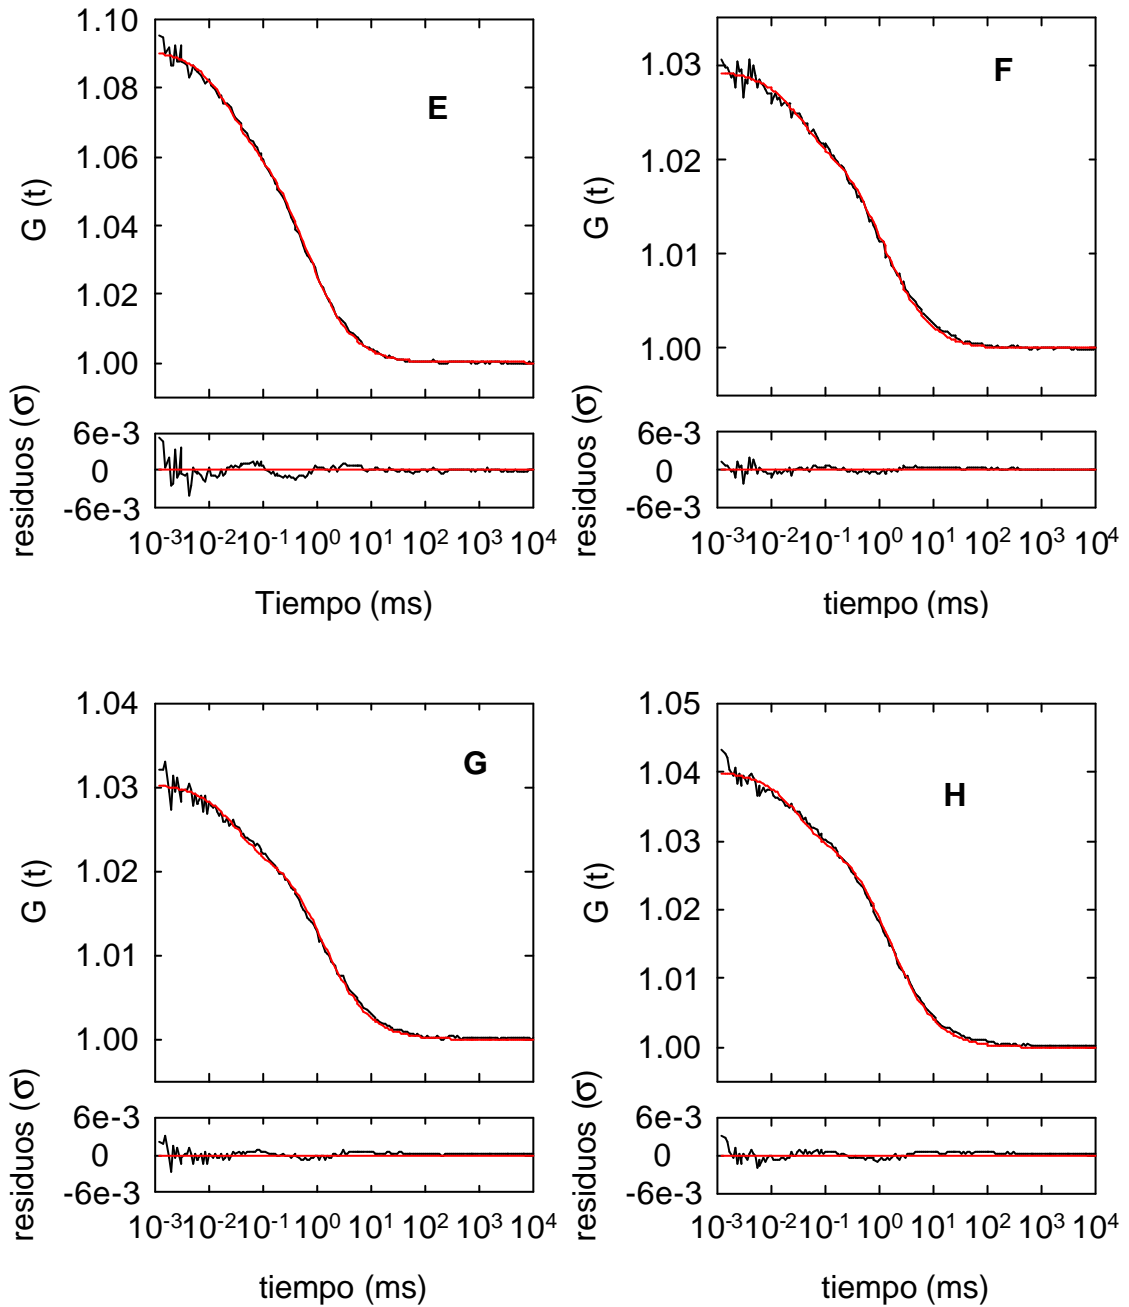 1.10
1.08
1.06
1.04
1.02
1.00
G (t)
E
residuos (σ)
6e-3
0
-6e-3
10-3 10-2 10-1 100 101 102 103 104
Tiempo (ms)
1.03
1.02
1.01
1.00
G (t)
F
residuos (σ)
6e-3
0
-6e-3
10-3 10-2 10-1 100 101 102 103 104
tiempo (ms)
1.04
1.03
1.02
1.01
1.00
G (t)
G
residuos (σ)
6e-3
0
-6e-3
10-3 10-2 10-1 100 101 102 103 104
tiempo (ms)
1.05
1.04
1.03
1.02
1.01
1.00
G (t)
H
residuos (σ)
6e-3
0
-6e-3
10-3 10-2 10-1 100 101 102 103 104
tiempo (ms)